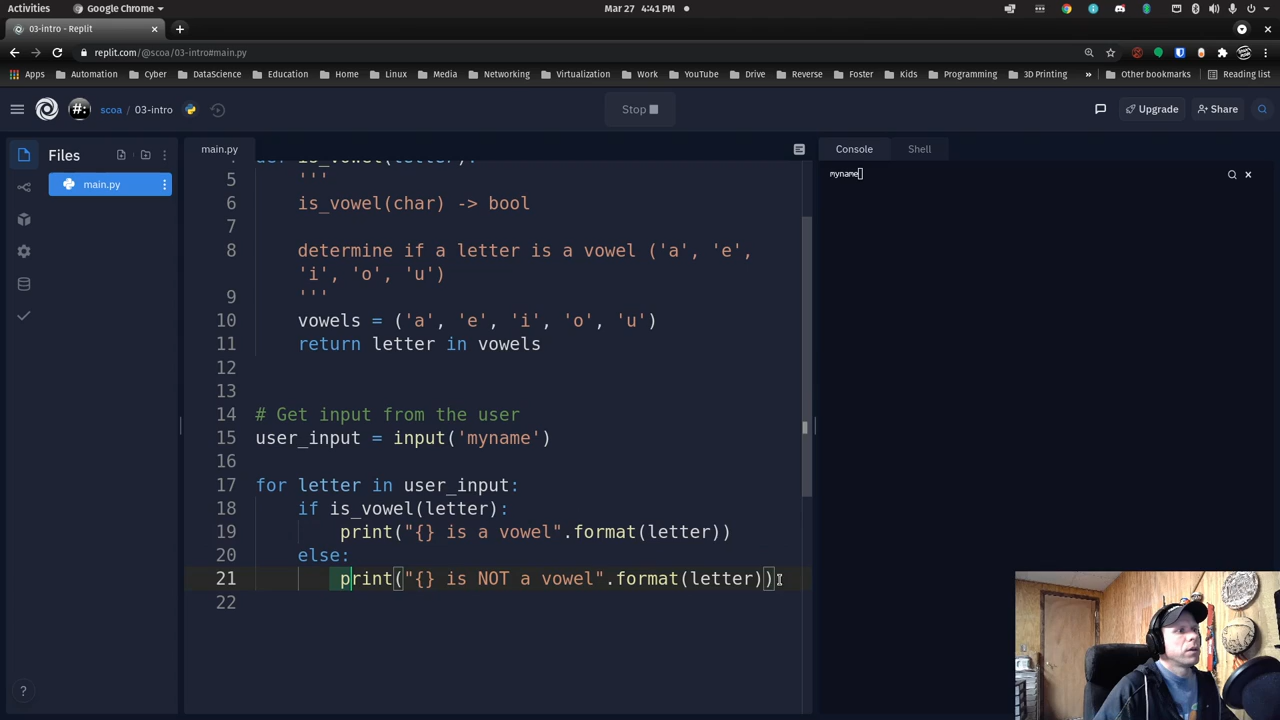 Activities
Google Chrome
Mar 27 4:41 PM
03-intro - Replit
replit.com/@scoa/03-intro#main.py
Apps Automation Cyber DataScience Education Home Linux Media Networking Virtualization Work YouTube Drive Reverse Foster Kids Programming 3D Printing » Other bookmarks Reading list
#: scoa / 03-intro
Stop
Upgrade
Share
Files
main.py
main.py
Console
Shell
myname
def is_vowel(letter):
5 '''
6 is_vowel(char) -> bool
7
8 determine if a letter is a vowel ('a', 'e',
'i', 'o', 'u')
9 '''
10 vowels = ('a', 'e', 'i', 'o', 'u')
11 return letter in vowels
12
13
14 # Get input from the user
15 user_input = input('myname')
16
17 for letter in user_input:
18 if is_vowel(letter):
19 print("{} is a vowel".format(letter))
20 else:
21 print("{} is NOT a vowel".format(letter))
22
?